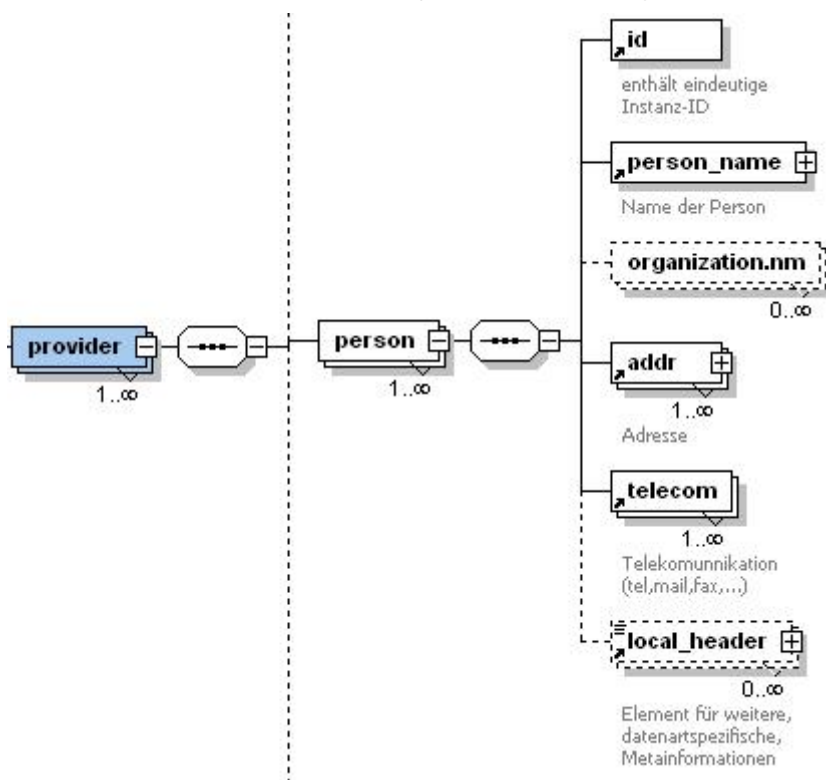 id
enthält eindeutige
Instanz-ID
person_name
Name der Person
organization.nm
0..∞
provider
1..∞
person
1..∞
addr
1..∞
Adresse
telecom
1..∞
Telekomunnikation
(tel,mail,fax,...)
local_header
0..∞
Element für weitere,
datenartspezifische,
Metainformationen